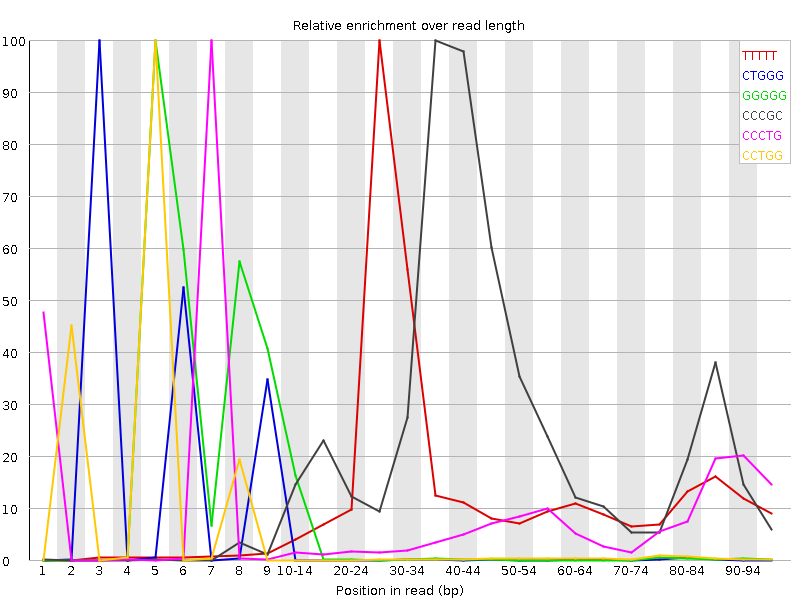 Relative enrichment over read length
100
90
80
70
60
50
40
30
20
10
0
TTTTT
CTGGG
GGGGG
CCCGC
CCCTG
CCTGG
1 2 3 4 5 6 7 8 9 10-14 20-24 30-34 40-44 50-54 60-64 70-74 80-84 90-94
Position in read (bp)